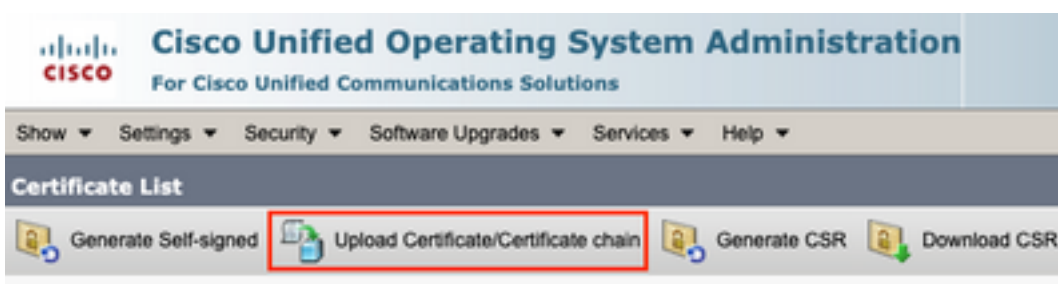 Cisco Unified Operating System Administration
CISCO
For Cisco Unified Communications Solutions
Show Settings Security Software Upgrades Services Help
Certificate List
Generate Self-signed Upload Certificate/Certificate chain Generate CSR Download CSR